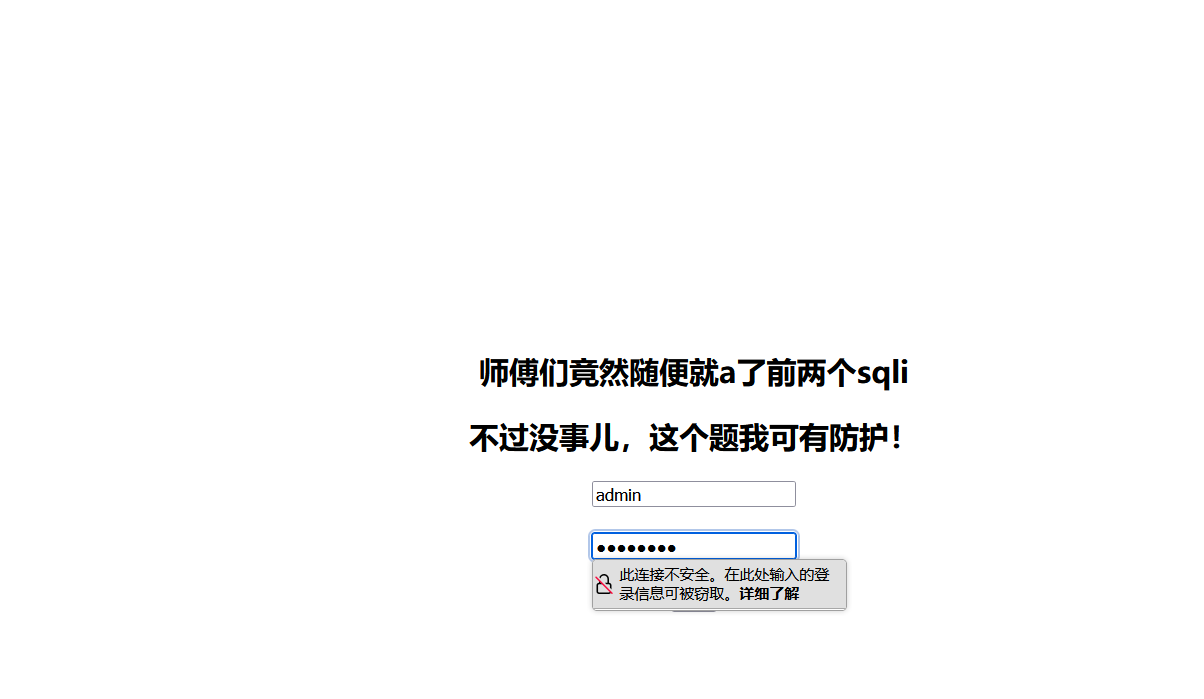 师傅们竟然随便就a了前两个sqli
不过没事儿，这个题我可有防护！
admin
●●●●●●●●
此连接不安全。在此处输入的登
录信息可被窃取。详细了解